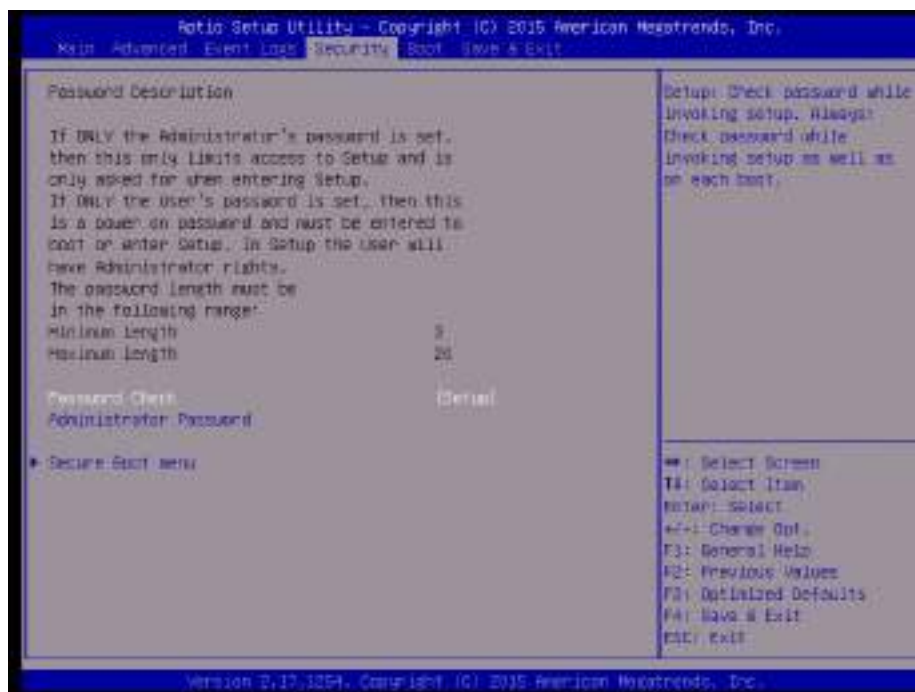 Aptio Setup Utility - Copyright (C) 2015 American Megatrends, Inc.
Main Advanced Event Logs Security Boot Save & Exit
Password Description
If ONLY the Administrator's password is set,
then this only limits access to Setup and is
only asked for when entering Setup.
If ONLY the User's password is set, then this
is a power on password and must be entered to
boot or enter Setup. In Setup the User will
have Administrator rights.
The password length must be
in the following range:
Minimum length 3
Maximum length 20
Password Check [Setup]
Administrator Password
Secure Boot menu
Setup: Check password while
invoking setup. Always:
Check password while
invoking setup as well as
on each boot.
: Select Screen
↑↓: Select Item
Enter: Select
+/-: Change Opt.
F1: General Help
F2: Previous Values
F3: Optimized Defaults
F4: Save & Exit
ESC: Exit
Version 2.17.1254. Copyright (C) 2015 American Megatrends, Inc.